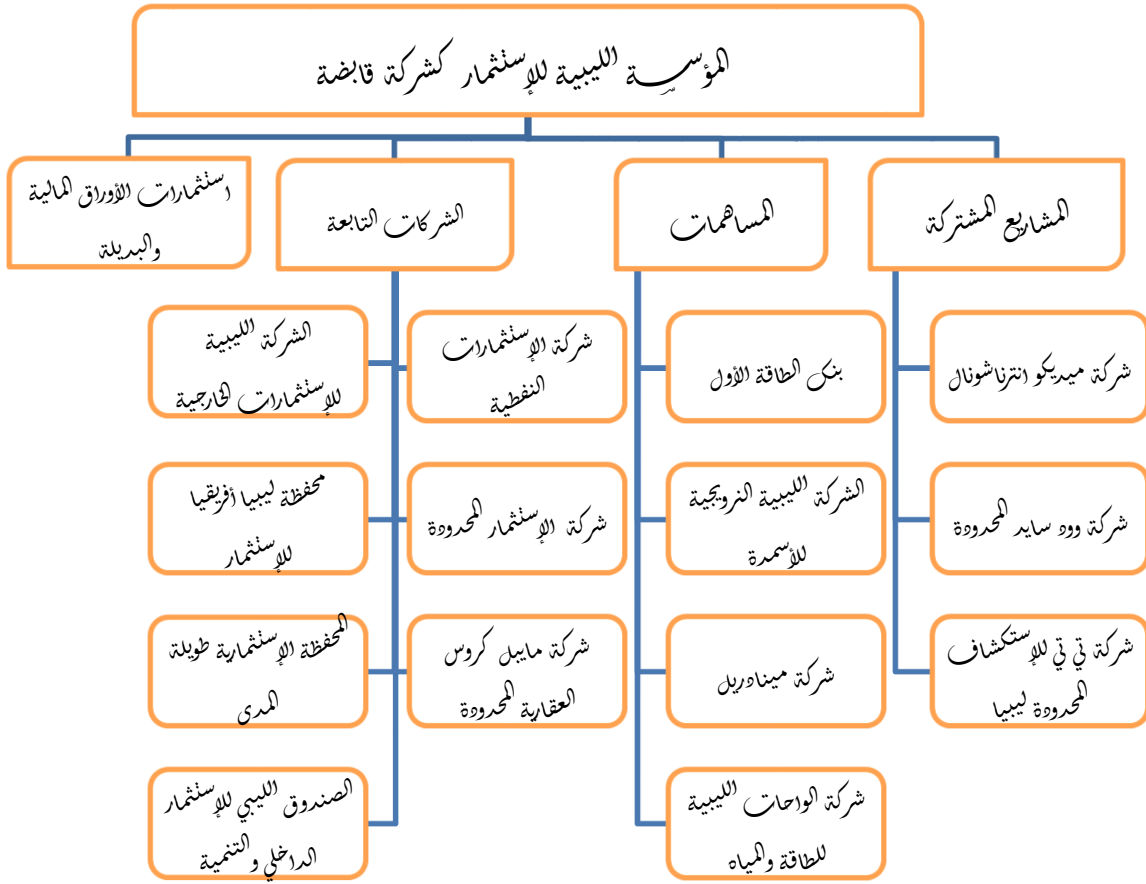 المؤسسة الليبية للإستثمار كشركة قابضة
المشاريع المشتركة
المساهمات
الشركات التابعة
استثمارات الأوراق المالية
والبديلة
شركة ميديكو انترناشونال
شركة وود سايد المحدودة
شركة تي تي للإستكشاف
المحدودة ليبيا
بنك الطاقة الأول
الشركة الليبية النرويجية
للأسمدة
شركة مينادريل
شركة الواحات الليبية
للطاقة والمياه
شركة الإستثمارات
النفطية
شركة الإستثمار المحدودة
شركة مايبل كروس
العقارية المحدودة
الشركة الليبية
للإستثمارات الخارجية
محفظة ليبيا أفريقيا
للإستثمار
المحفظة الإستثمارية طويلة
المدى
الصندوق الليبي للإستثمار
الداخلي والتنمية